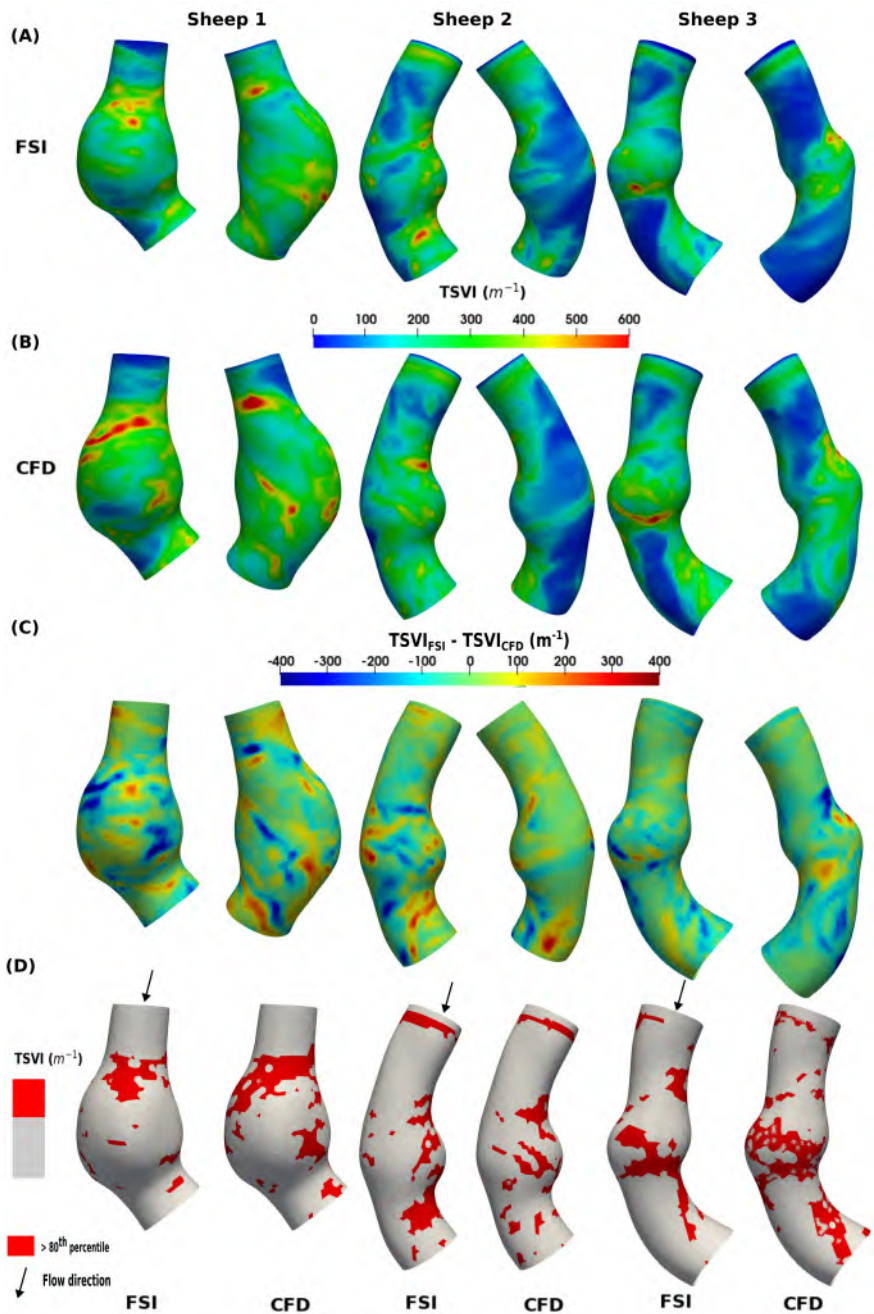 Sheep 1 Sheep 2 Sheep 3
(A)
FSI
TSVI (m⁻¹)
0 100 200 300 400 500 600
(B)
CFD
(C)
TSVI_FSI - TSVI_CFD (m⁻¹)
-400 -300 -200 -100 0 100 200 300 400
(D)
TSVI (m⁻¹)
> 80th percentile
Flow direction
FSI CFD FSI CFD FSI CFD